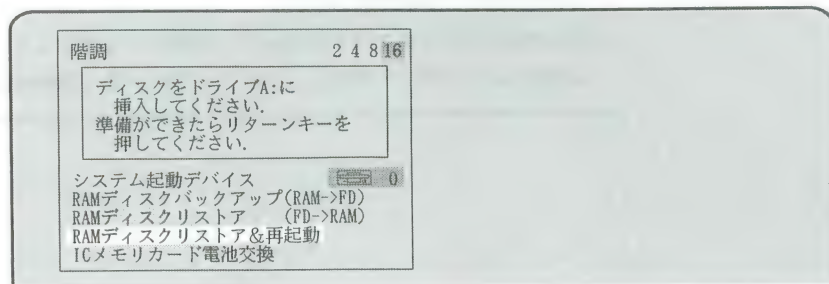 階調 2 4 8 16
ディスクをドライブA:に
挿入してください.
準備ができたらリターンキーを
押してください.
システム起動デバイス 0
RAMディスクバックアップ(RAM->FD)
RAMディスクリストア (FD->RAM)
RAMディスクリストア&再起動
ICメモリカード電池交換